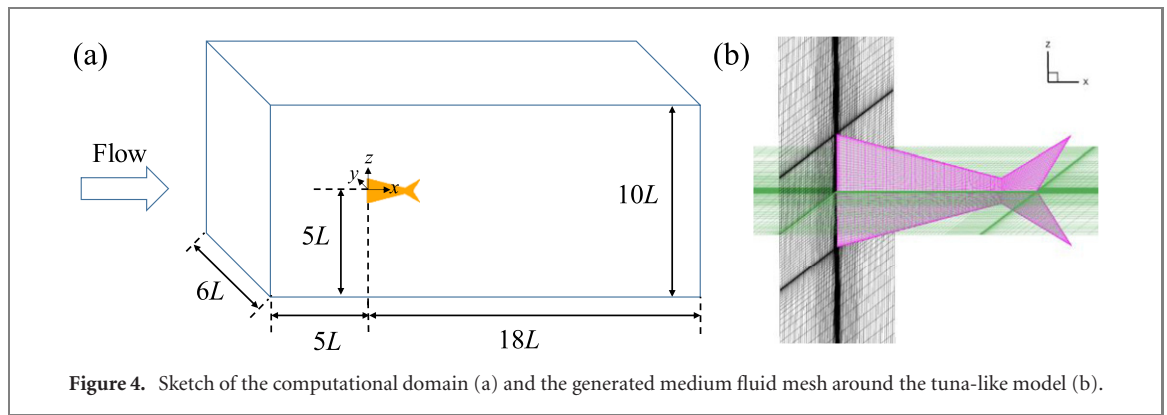 (a)
Flow
z
y
x
5L
10L
6L
5L
18L
(b)
z
x
Figure 4. Sketch of the computational domain (a) and the generated medium fluid mesh around the tuna-like model (b).